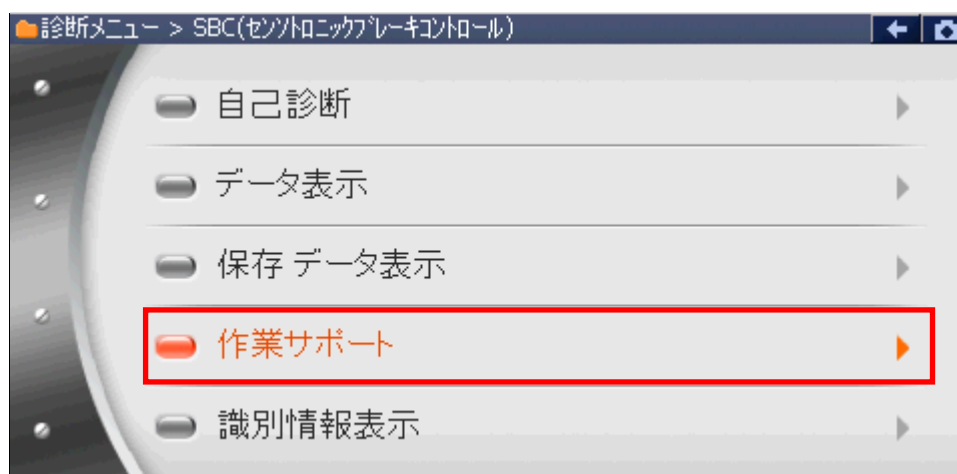 診断メニュー > SBC(ｾﾝｿﾄﾛﾆｯｸﾌﾞﾚｰｷｺﾝﾄﾛｰﾙ)
自己診断
データ表示
保存 データ表示
作業サポート
識別情報表示